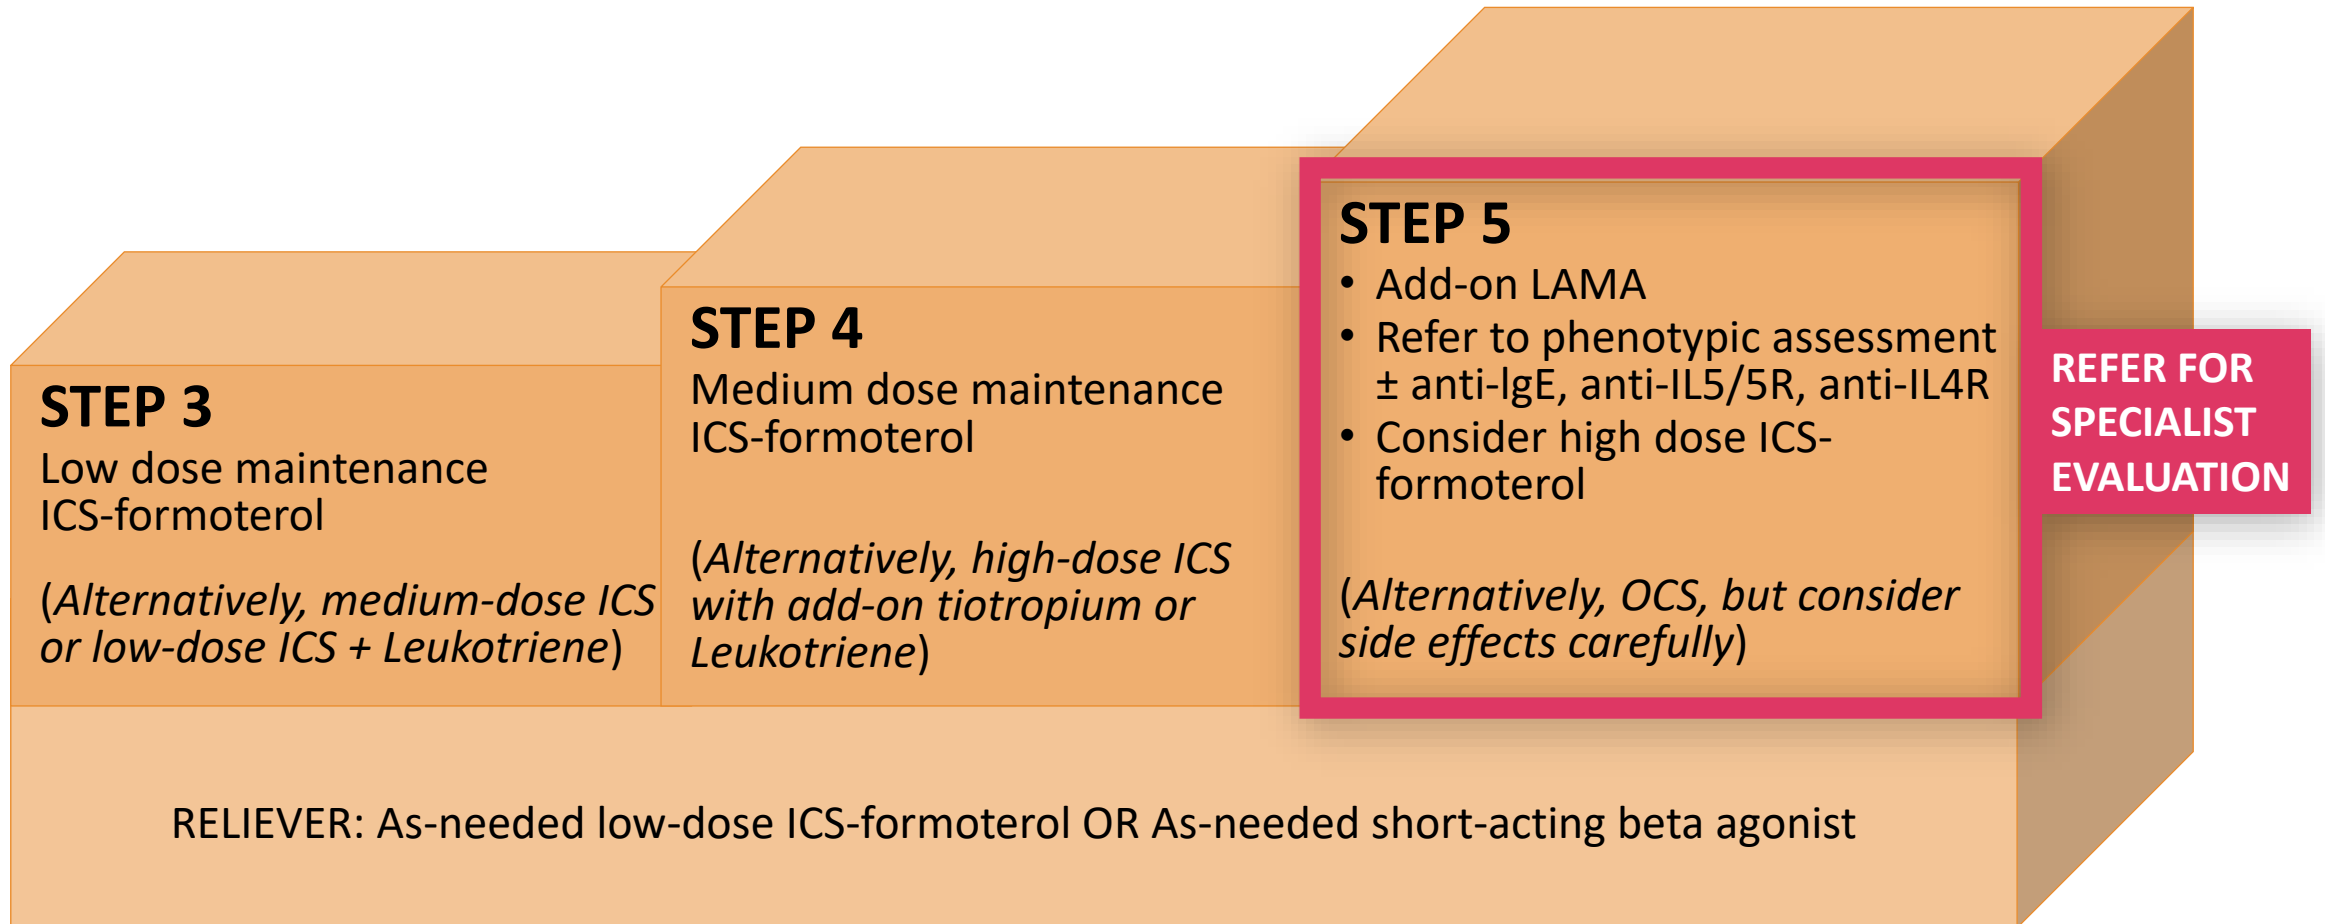 STEP 3
Low dose maintenance
ICS-formoterol
(Alternatively, medium-dose ICS
or low-dose ICS + Leukotriene)
STEP 4
Medium dose maintenance
ICS-formoterol
(Alternatively, high-dose ICS
with add-on tiotropium or
Leukotriene)
STEP 5
• Add-on LAMA
• Refer to phenotypic assessment
± anti-lgE, anti-IL5/5R, anti-IL4R
• Consider high dose ICS-
formoterol
(Alternatively, OCS, but consider
side effects carefully)
REFER FOR
SPECIALIST
EVALUATION
RELIEVER: As-needed low-dose ICS-formoterol OR As-needed short-acting beta agonist